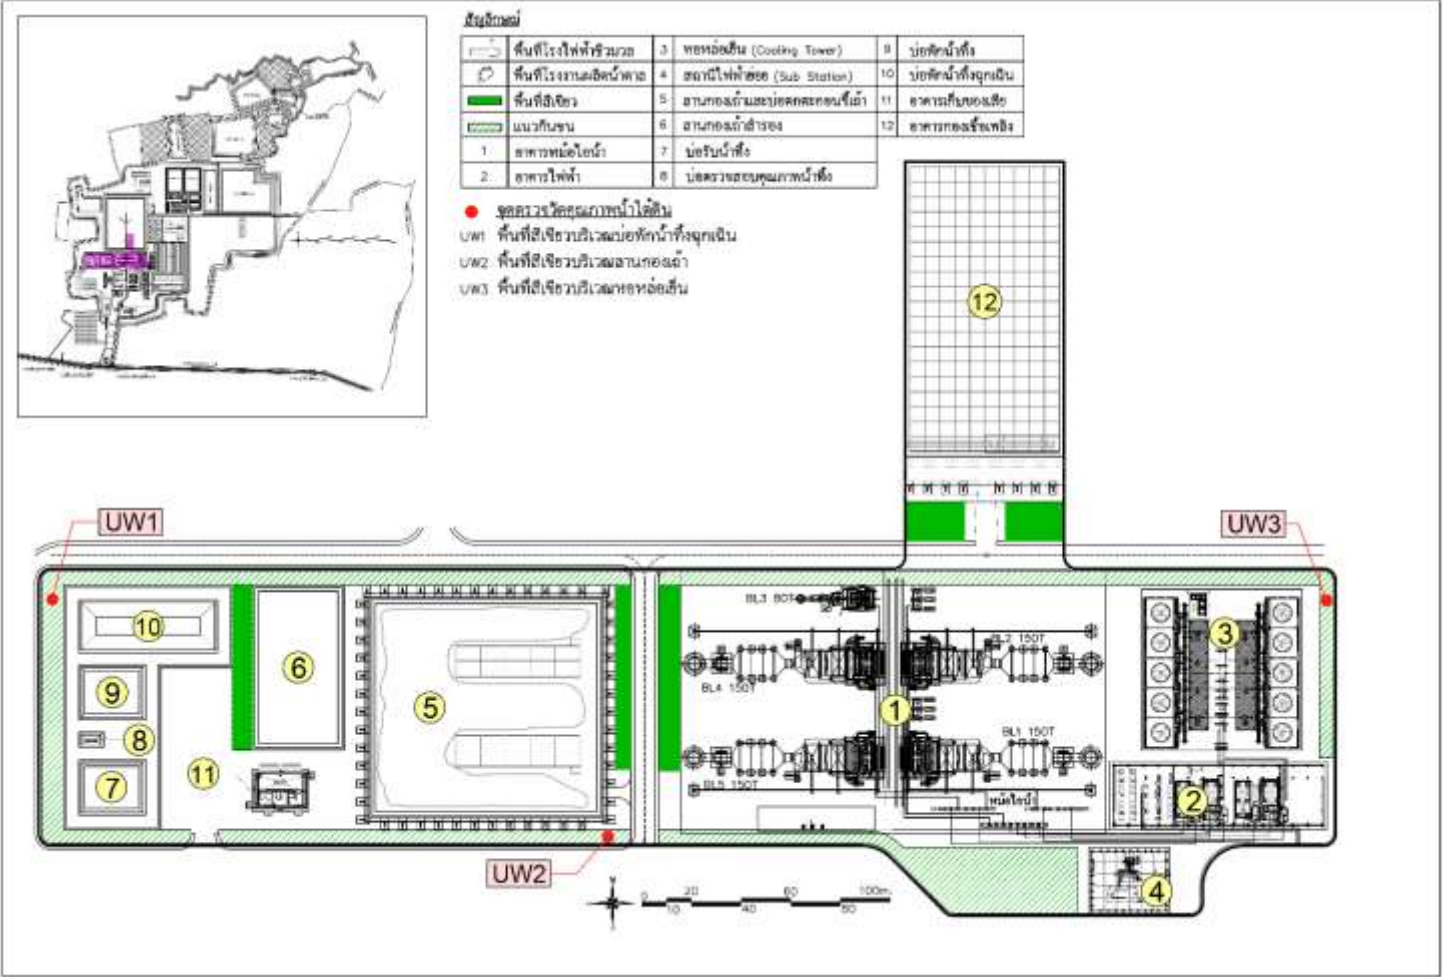 สัญลักษณ์
พื้นที่โรงไฟฟ้าชีวมวล 3 หอหล่อเย็น (Cooling Tower) 9 บ่อพักน้ำทิ้ง
พื้นที่โรงงานผลิตน้ำตาล 4 สถานีไฟฟ้าย่อย (Sub Station) 10 บ่อพักน้ำทิ้งฉุกเฉิน
พื้นที่สีเขียว 5 ลานกองเถ้าและบ่อตกตะกอนขี้เถ้า 11 อาคารเก็บของเสีย
แนวกันชน 6 ลานกองเถ้าสำรอง 12 อาคารกองเชื้อเพลิง
1 อาคารหม้อไอน้ำ 7 บ่อรับน้ำทิ้ง
2 อาคารไฟฟ้า 8 บ่อตรวจสอบคุณภาพน้ำทิ้ง
จุดตรวจวัดคุณภาพน้ำใต้ดิน
UW1 พื้นที่สีเขียวบริเวณบ่อพักน้ำทิ้งฉุกเฉิน
UW2 พื้นที่สีเขียวบริเวณลานกองเถ้า
UW3 พื้นที่สีเขียวบริเวณหอหล่อเย็น
12
UW1
UW3
BL3 80T
10
3
BL2 150T
6
9
BL4 150T
5
1
8
BL1 150T
11
7
BL5 150T
2
หม้อไอน้ำ
UW2
4
N
0 20 60 100m.
10 40 80